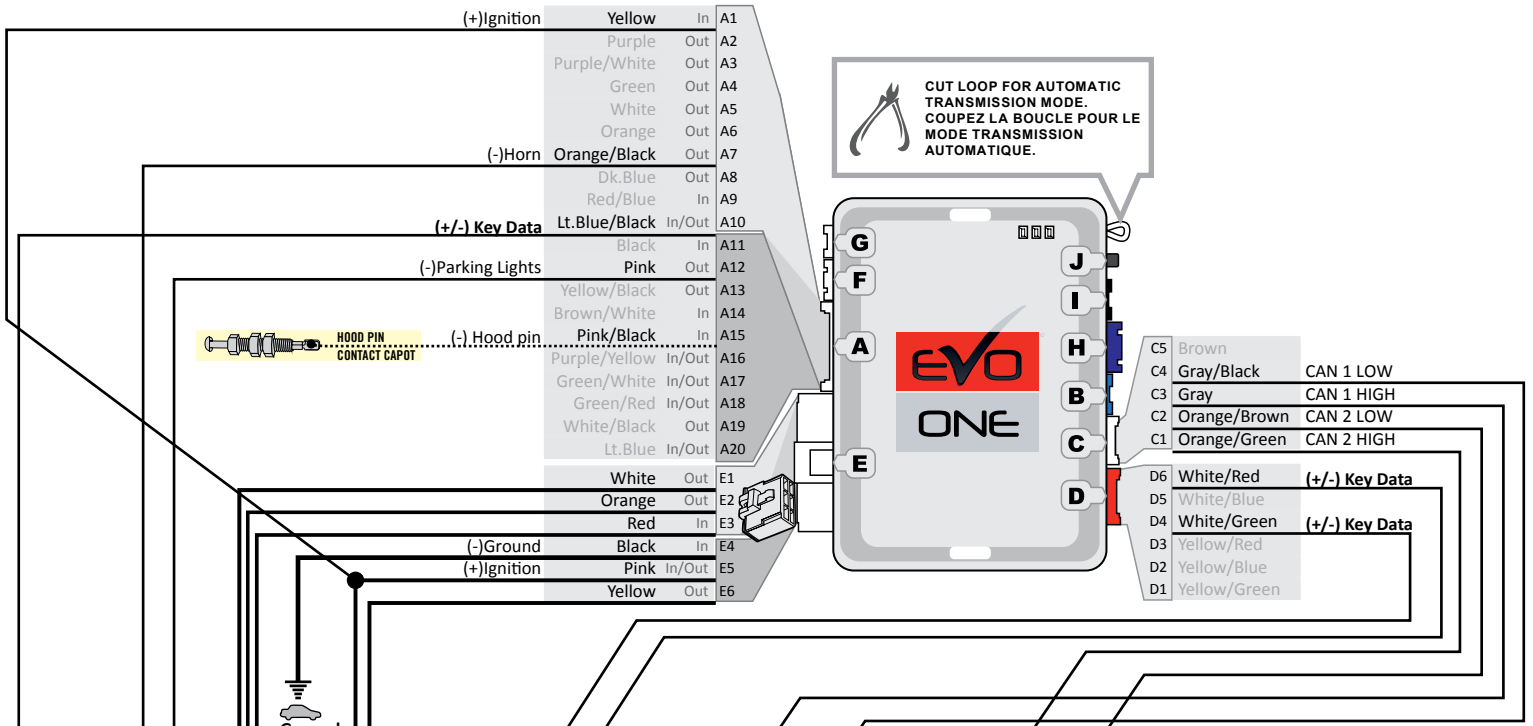 (+)Ignition Yellow In A1
Purple Out A2
Purple/White Out A3
Green Out A4
White Out A5
Orange Out A6
(-)Horn Orange/Black Out A7
Dk.Blue Out A8
Red/Blue In A9
(+/-) Key Data Lt.Blue/Black In/Out A10
Black In A11
(-)Parking Lights Pink Out A12
Yellow/Black Out A13
Brown/White In A14
HOOD PIN
CONTACT CAPOT
(-) Hood pin Pink/Black In A15
Purple/Yellow In/Out A16
Green/White In/Out A17
Green/Red In/Out A18
White/Black Out A19
Lt.Blue In/Out A20
White Out E1
Orange Out E2
Red In E3
(-)Ground Black In E4
(+)Ignition Pink In/Out E5
Yellow Out E6
CUT LOOP FOR AUTOMATIC
TRANSMISSION MODE.
COUPEZ LA BOUCLE POUR LE
MODE TRANSMISSION
AUTOMATIQUE.
G
F
A
E
J
I
H
B
C
D
EVO
ONE
C5 Brown
C4 Gray/Black CAN 1 LOW
C3 Gray CAN 1 HIGH
C2 Orange/Brown CAN 2 LOW
C1 Orange/Green CAN 2 HIGH
D6 White/Red (+/-) Key Data
D5 White/Blue
D4 White/Green (+/-) Key Data
D3 Yellow/Red
D2 Yellow/Blue
D1 Yellow/Green